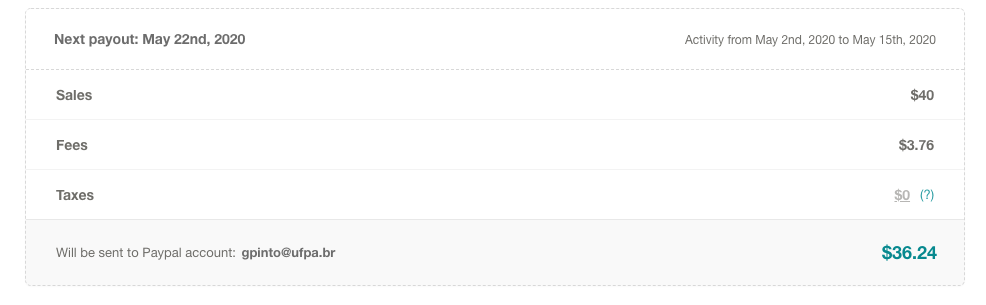 Next payout: May 22nd, 2020 Activity from May 2nd, 2020 to May 15th, 2020
Sales $40
Fees $3.76
Taxes $0 (?)
Will be sent to Paypal account: gpinto@ufpa.br $36.24